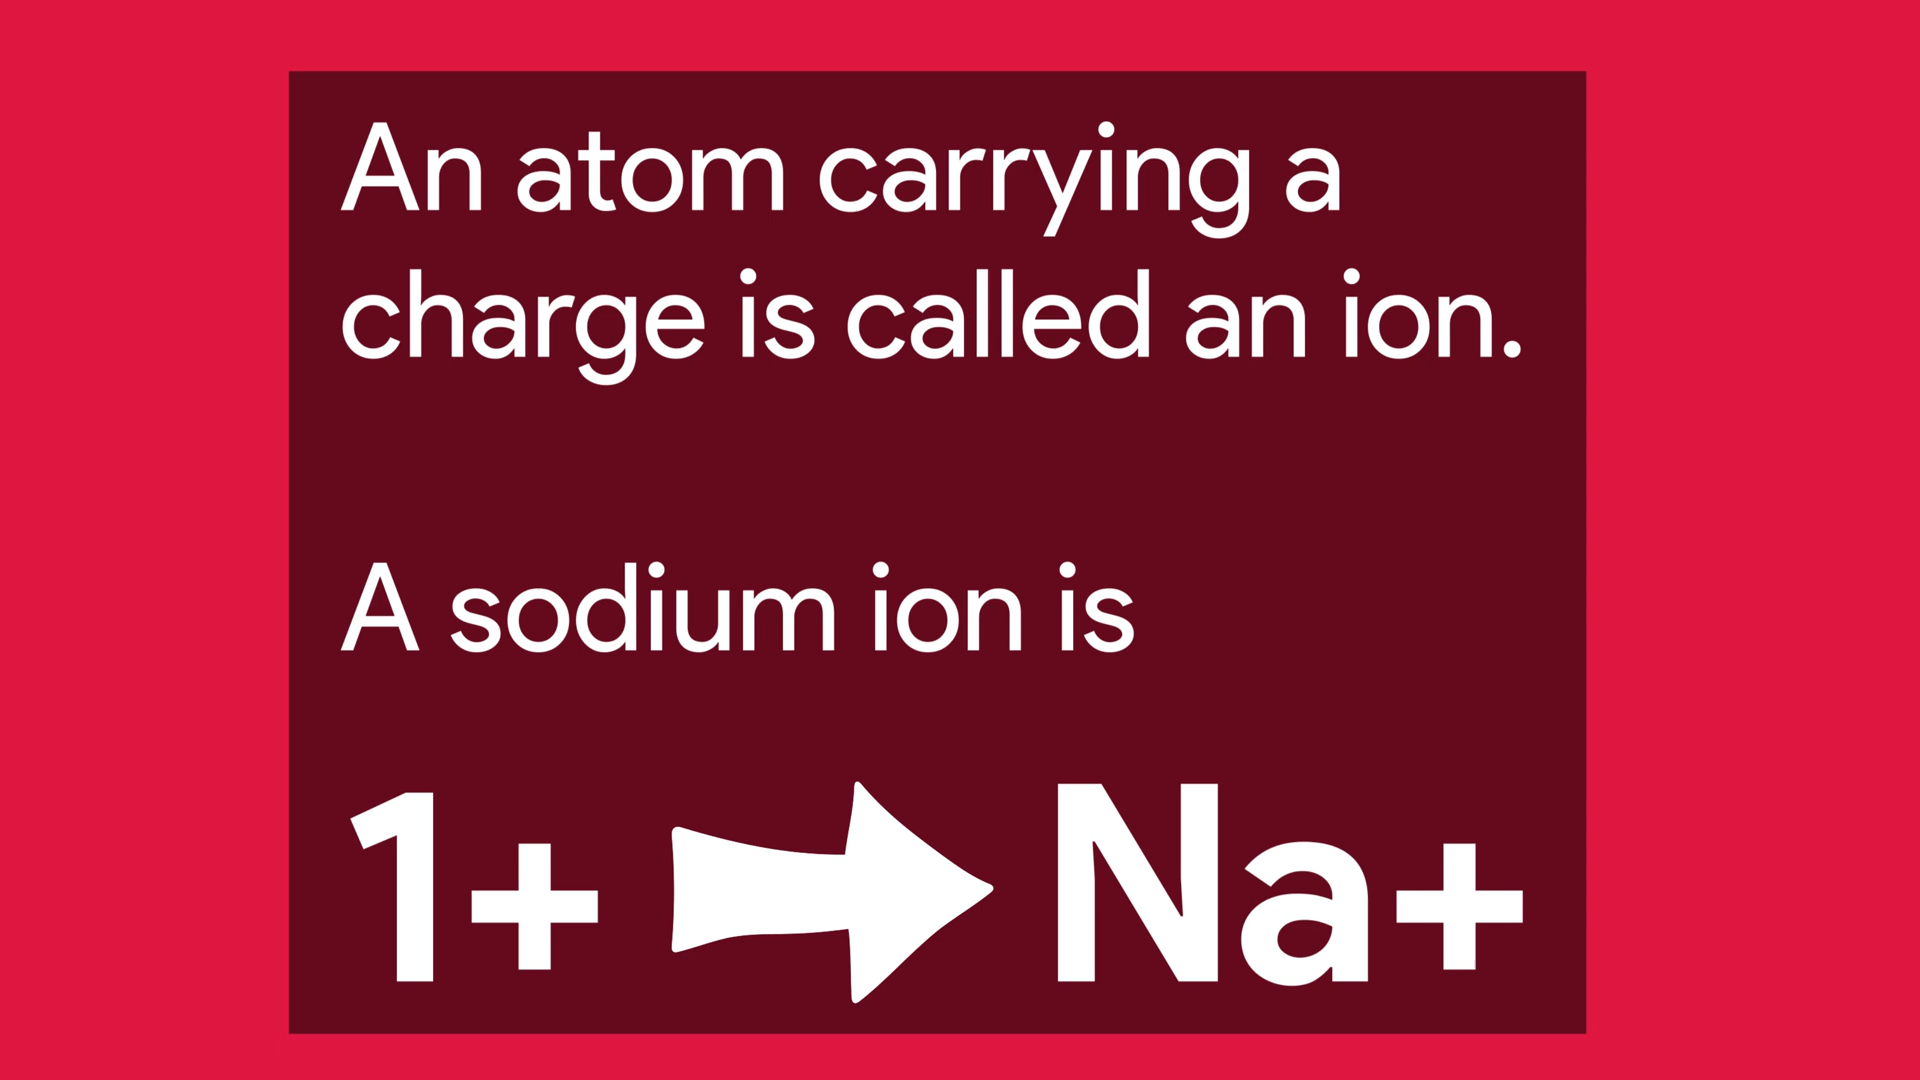 An atom carrying a
charge is called an ion.
A sodium ion is
1+ Na+